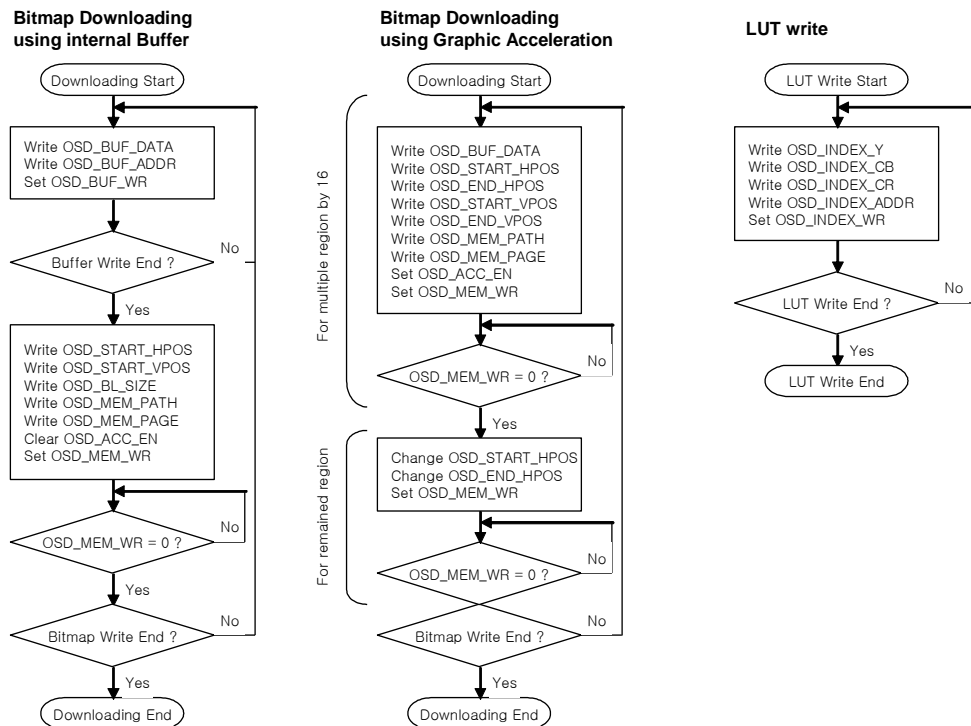 Bitmap Downloading
using internal Buffer
Downloading Start
Write OSD_BUF_DATA
Write OSD_BUF_ADDR
Set OSD_BUF_WR
Buffer Write End ?
No
Yes
Write OSD_START_HPOS
Write OSD_START_VPOS
Write OSD_BL_SIZE
Write OSD_MEM_PATH
Write OSD_MEM_PAGE
Clear OSD_ACC_EN
Set OSD_MEM_WR
OSD_MEM_WR = 0 ?
No
Yes
Bitmap Write End ?
No
Yes
Downloading End
Bitmap Downloading
using Graphic Acceleration
Downloading Start
For multiple region by 16
Write OSD_BUF_DATA
Write OSD_START_HPOS
Write OSD_END_HPOS
Write OSD_START_VPOS
Write OSD_END_VPOS
Write OSD_MEM_PATH
Write OSD_MEM_PAGE
Set OSD_ACC_EN
Set OSD_MEM_WR
OSD_MEM_WR = 0 ?
No
Yes
For remained region
Change OSD_START_HPOS
Change OSD_END_HPOS
Set OSD_MEM_WR
OSD_MEM_WR = 0 ?
No
Bitmap Write End ?
No
Yes
Downloading End
LUT write
LUT Write Start
Write OSD_INDEX_Y
Write OSD_INDEX_CB
Write OSD_INDEX_CR
Write OSD_INDEX_ADDR
Set OSD_INDEX_WR
LUT Write End ?
No
Yes
LUT Write End